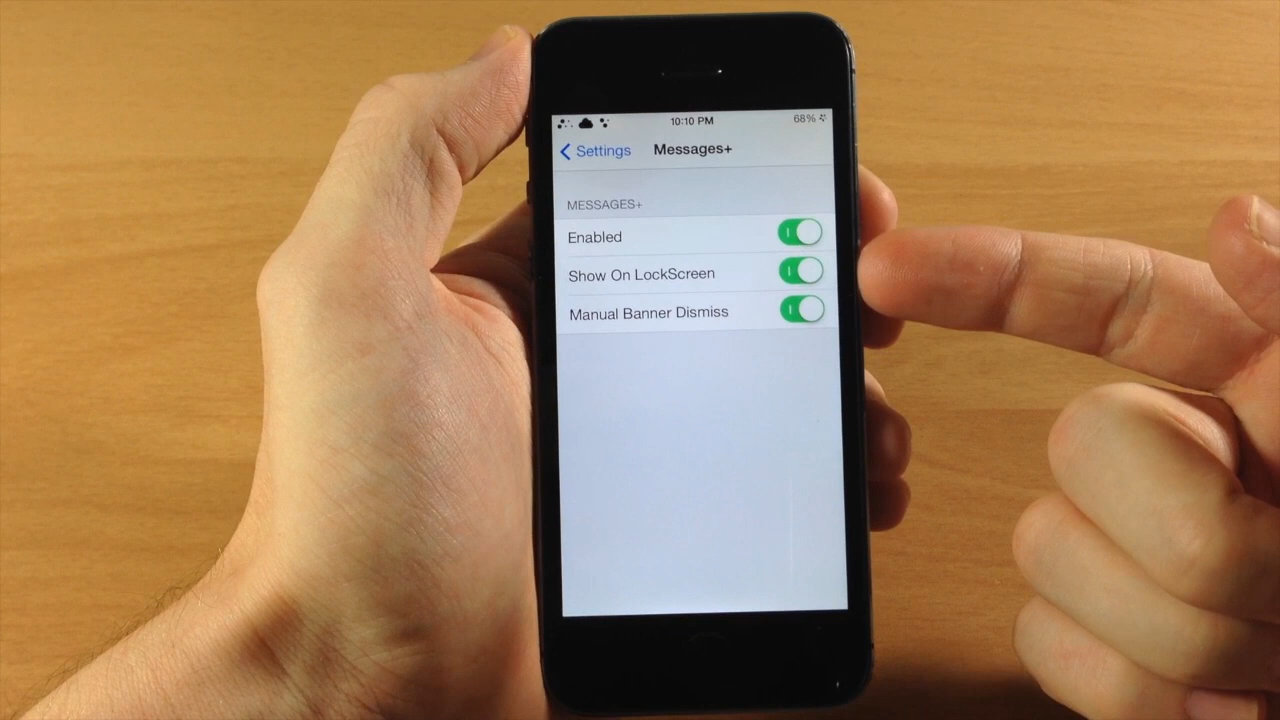 10:10 PM 68%
Settings Messages+
MESSAGES+
Enabled
Show On LockScreen
Manual Banner Dismiss